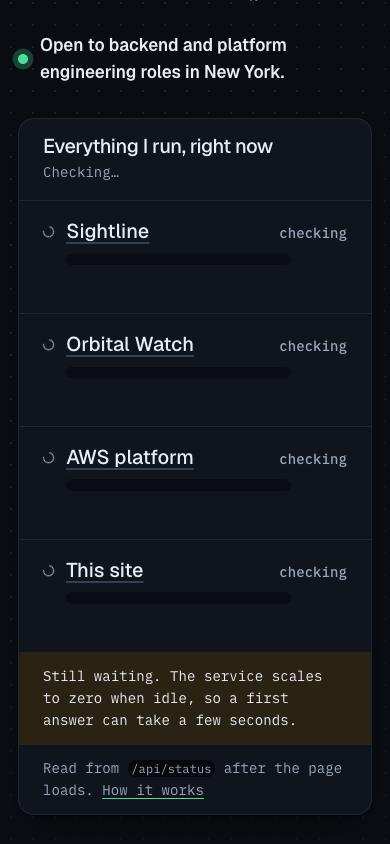 Open to backend and platform
engineering roles in New York.
Everything I run, right now
Checking…
Sightline
checking
Orbital Watch
checking
AWS platform
checking
This site
checking
Still waiting. The service scales
to zero when idle, so a first
answer can take a few seconds.
Read from /api/status after the page
loads. How it works